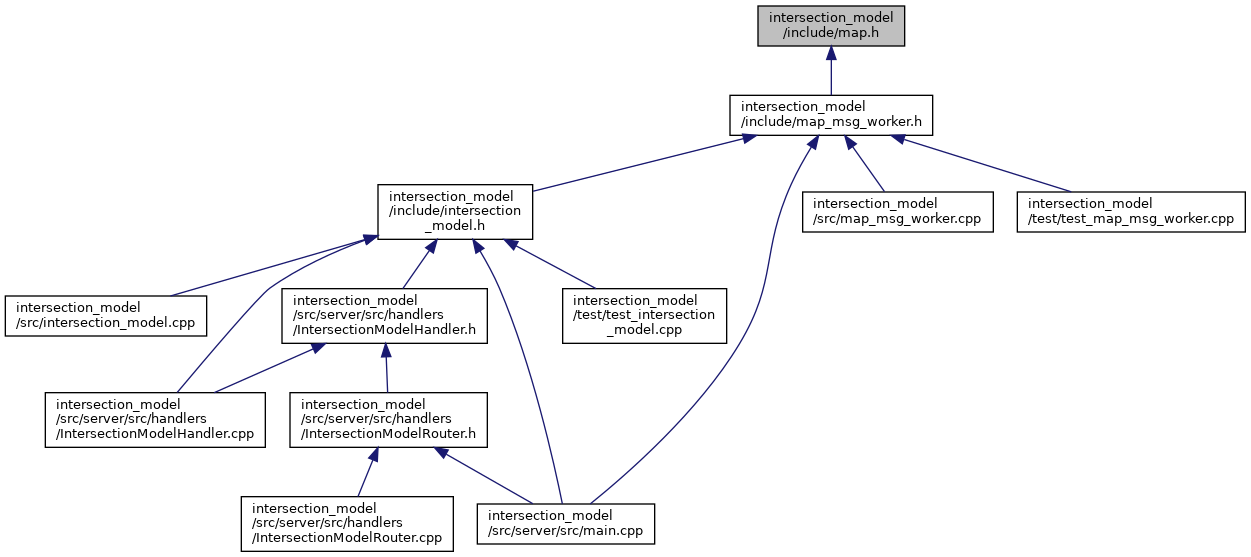 intersection_model
/include/map.h
intersection_model
/include/map_msg_worker.h
intersection_model
/include/intersection
_model.h
intersection_model
/src/map_msg_worker.cpp
intersection_model
/test/test_map_msg_worker.cpp
intersection_model
/src/intersection_model.cpp
intersection_model
/src/server/src/handlers
/IntersectionModelHandler.h
intersection_model
/test/test_intersection
_model.cpp
intersection_model
/src/server/src/handlers
/IntersectionModelHandler.cpp
intersection_model
/src/server/src/handlers
/IntersectionModelRouter.h
intersection_model
/src/server/src/handlers
/IntersectionModelRouter.cpp
intersection_model
/src/server/src/main.cpp